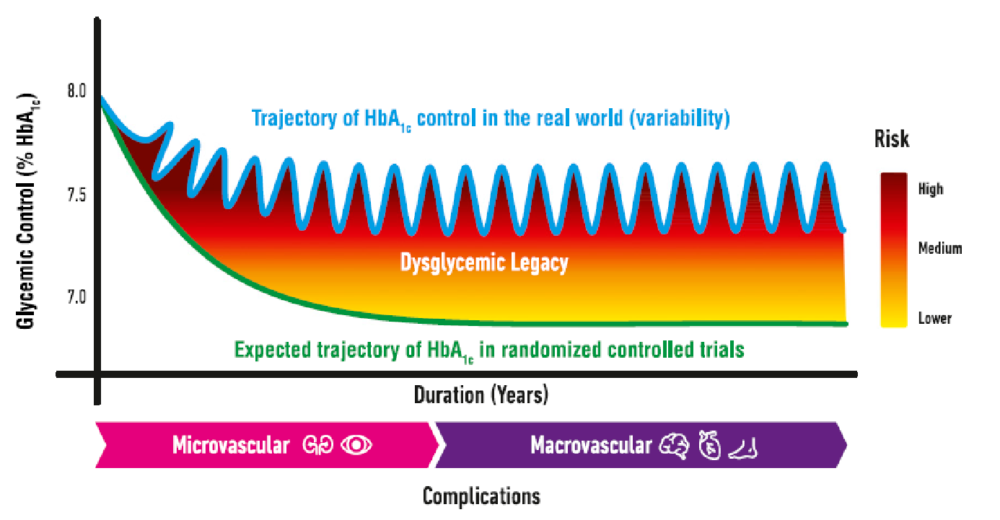 Glycemic Control (% HbA1c)
8.0
7.5
7.0
Trajectory of HbA1c control in the real world (variability)
Dysglycemic Legacy
Expected trajectory of HbA1c in randomized controlled trials
Duration (Years)
Risk
High
Medium
Lower
Microvascular
Macrovascular
Complications